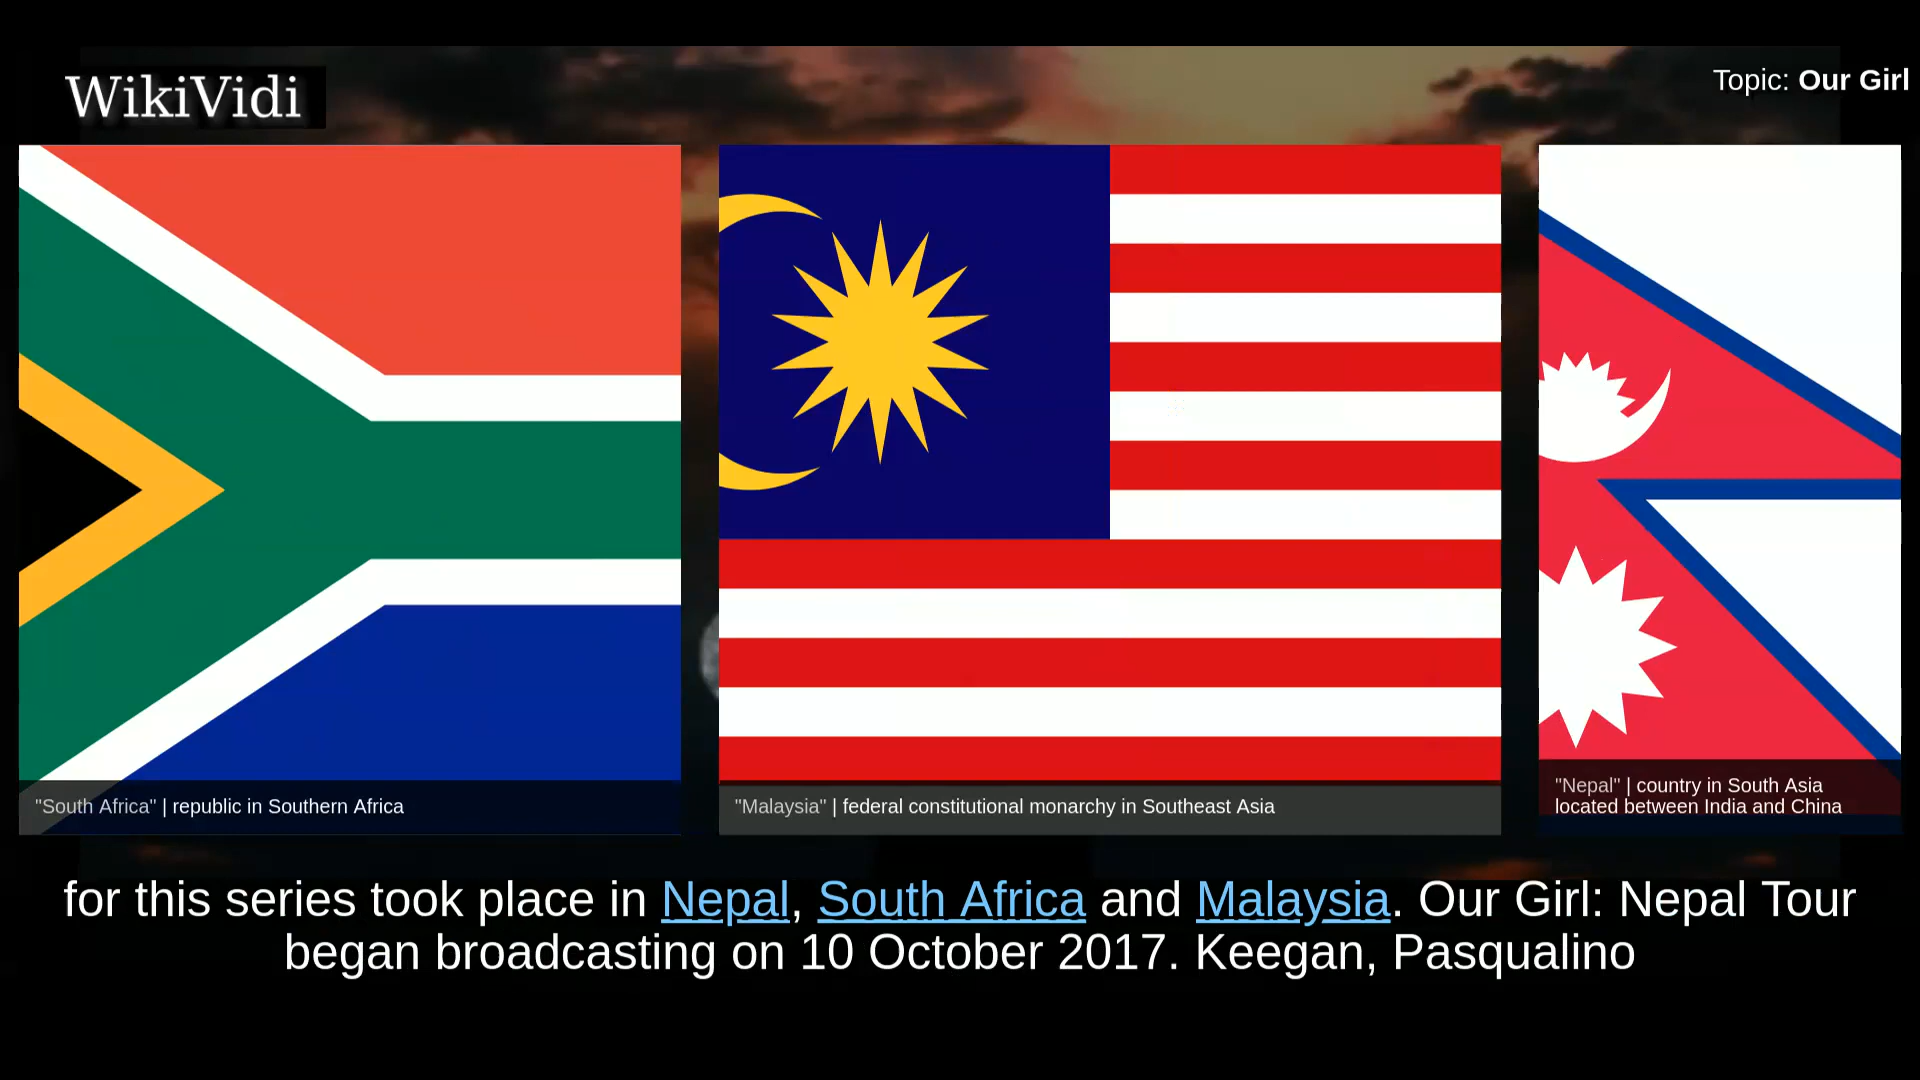 WikiVidi
Topic: Our Girl
"South Africa" | republic in Southern Africa
"Malaysia" | federal constitutional monarchy in Southeast Asia
"Nepal" | country in South Asia
located between India and China
for this series took place in Nepal, South Africa and Malaysia. Our Girl: Nepal Tour
began broadcasting on 10 October 2017. Keegan, Pasqualino